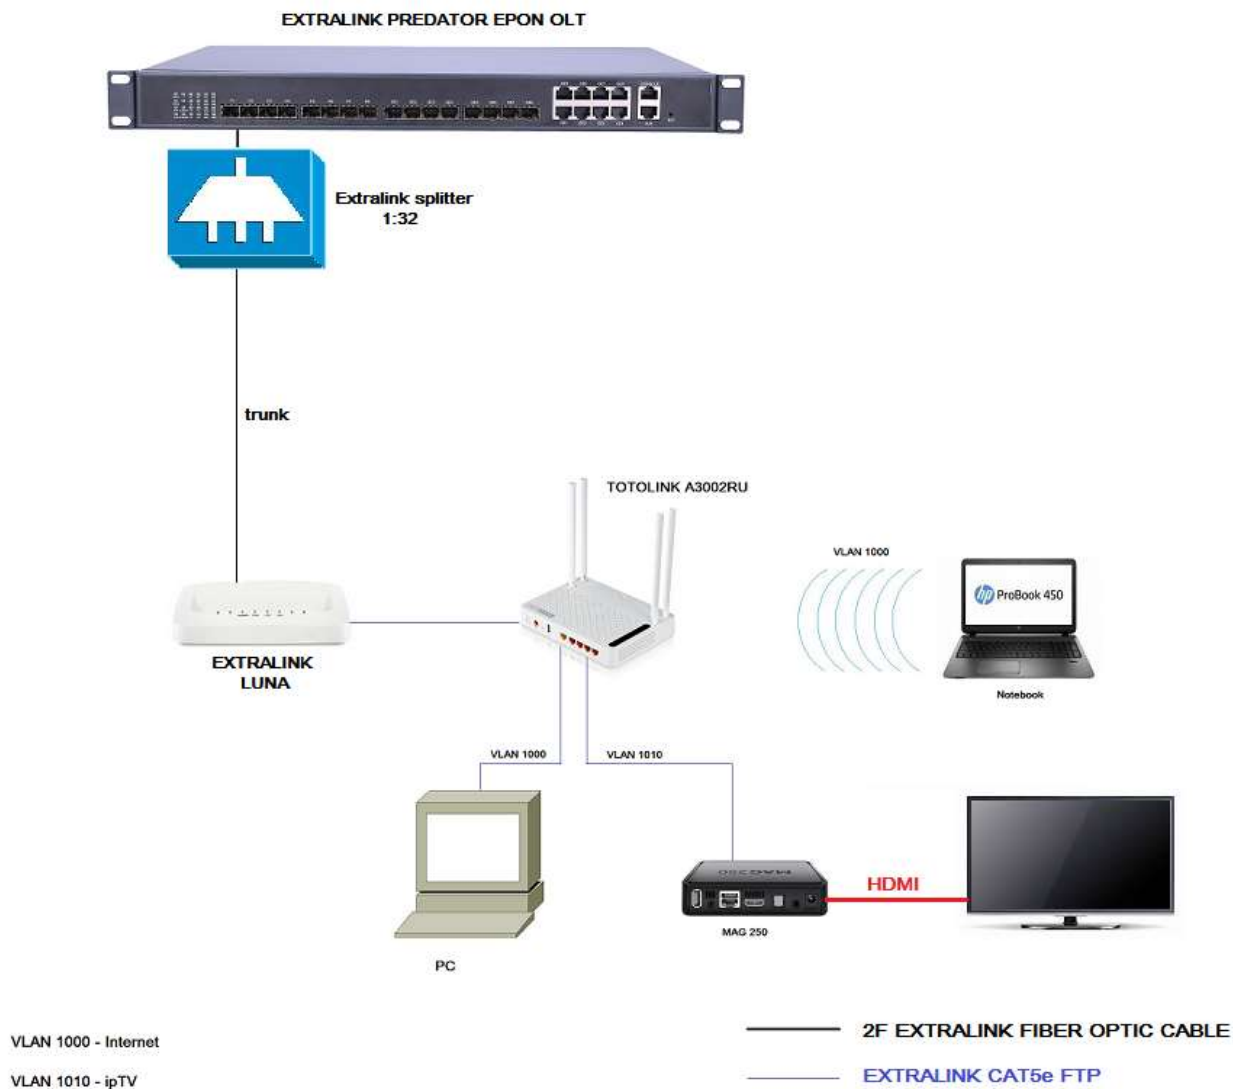 EXTRALINK PREDATOR EPON OLT
Extralink splitter
1:32
trunk
TOTOLINK A3002RU
VLAN 1000
hp ProBook 450
EXTRALINK
LUNA
Notebook
VLAN 1000
VLAN 1010
MAG250
HDMI
MAG 250
PC
VLAN 1000 - Internet
2F EXTRALINK FIBER OPTIC CABLE
VLAN 1010 - ipTV
EXTRALINK CAT5e FTP